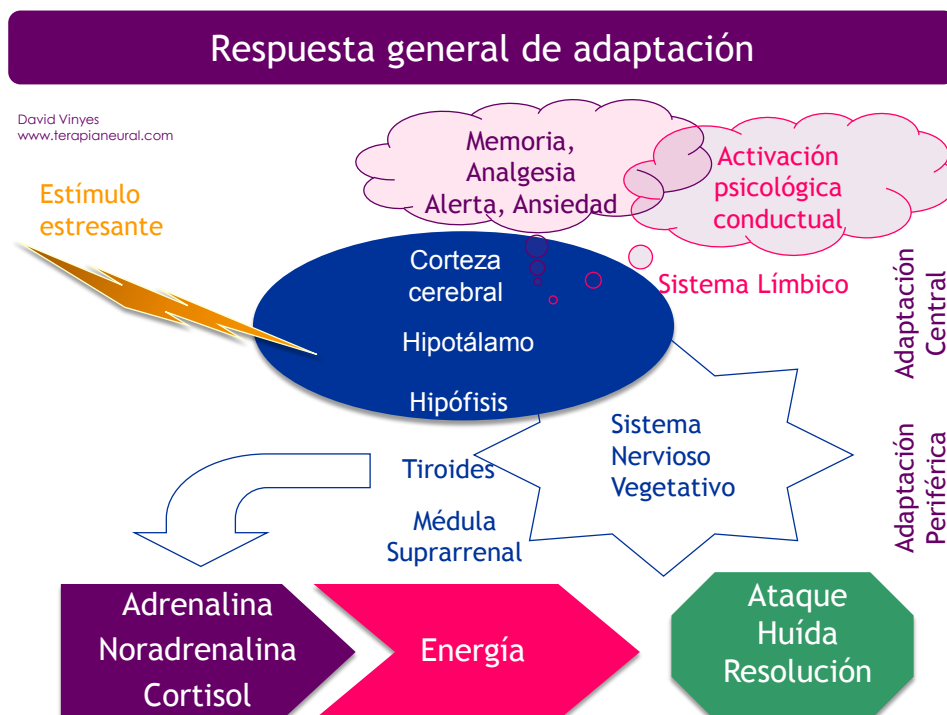 Respuesta general de adaptación
David Vinyes
www.terapianeural.com
Memoria,
Analgesia
Alerta, Ansiedad
Activación
psicológica
conductual
Estímulo
estresante
Corteza
cerebral
Sistema Límbico
Hipotálamo
Hipófisis
Adaptación
Central
Sistema
Nervioso
Vegetativo
Tiroides
Médula
Suprarrenal
Adaptación
Periférica
Adrenalina
Noradrenalina
Cortisol
Energía
Ataque
Huída
Resolución